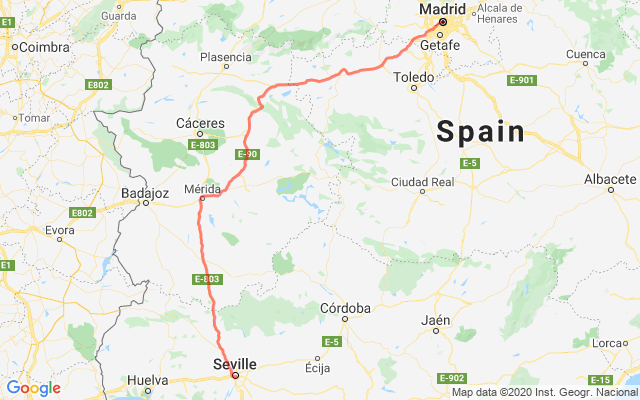 Madrid
Guarda
Alcala de
Henares
Getafe
Coimbra
Plasencia
Cuenca
E802
Toledo
E-901
Tomar
Cáceres
E-803
Spain
E-90
E-5
Ciudad Real
Albacete
Badajoz
Mérida
E802
Evora
E1
E1
E-803
Córdoba
Jaén
Lorca
E-5
Seville
Écija
Huelva
E-902
E-15
Google
Map data ©2020 Inst. Geogr. Nacional